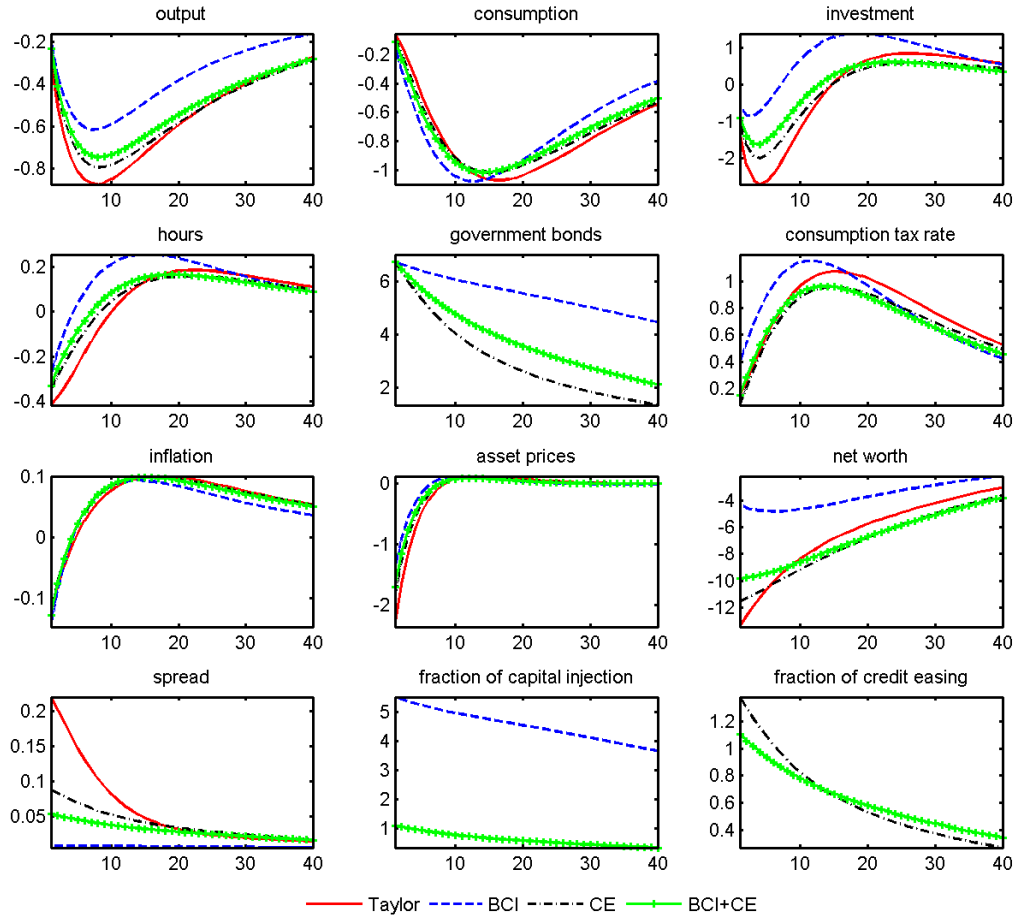 output
consumption
investment
-0.2
-0.4
-0.6
-0.8
10 20 30 40
-0.2
-0.4
-0.6
-0.8
-1
10 20 30 40
1
0
-1
-2
10 20 30 40
hours
government bonds
consumption tax rate
0.2
0
-0.2
-0.4
10 20 30 40
6
4
2
10 20 30 40
1
0.8
0.6
0.4
0.2
10 20 30 40
inflation
asset prices
net worth
0.1
0
-0.1
10 20 30 40
0
-1
-2
10 20 30 40
-4
-6
-8
-10
-12
10 20 30 40
spread
fraction of capital injection
fraction of credit easing
0.2
0.15
0.1
0.05
10 20 30 40
5
4
3
2
1
10 20 30 40
1.2
1
0.8
0.6
0.4
10 20 30 40
Taylor BCI CE BCI+CE